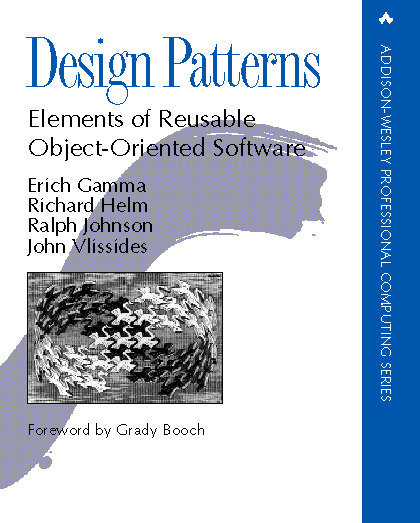 Design Patterns
Elements of Reusable
Object-Oriented Software
Erich Gamma
Richard Helm
Ralph Johnson
John Vlissides
Foreword by Grady Booch
ADDISON-WESLEY PROFESSIONAL COMPUTING SERIES